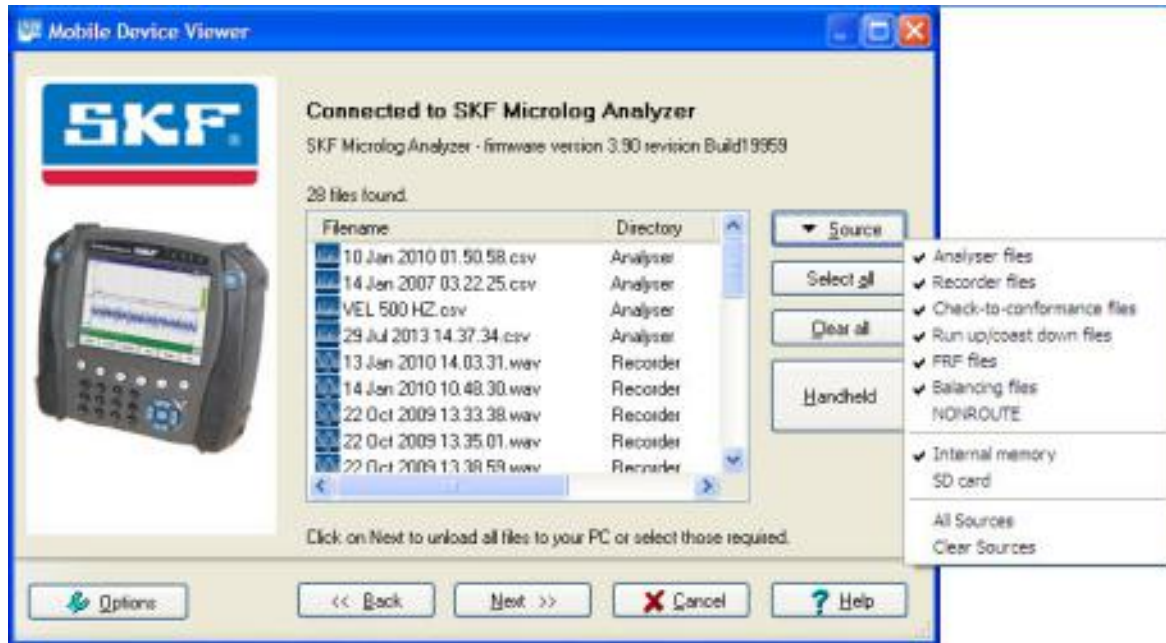 Mobile Device Viewer
SKF
Connected to SKF Microlog Analyzer
SKF Microlog Analyzer - firmware version 3.90 revision Build19959
28 files found.
Filename Directory
10 Jan 2010 01.50.58.csv Analyser
14 Jan 2007 03.22.25.csv Analyser
VEL 500 HZ.csv Analyser
29 Jul 2013 14.37.34.csv Analyser
13 Jan 2010 14.03.31.wav Recorder
14 Jan 2010 10.48.30.wav Recorder
22 Oct 2009 13.33.38.wav Recorder
22 Oct 2009 13.35.01.wav Recorder
22 Oct 2009 13.38.59.wav Recorder
Source
Select all
Clear all
Handheld
Analyser files
Recorder files
Check-to-conformance files
Run up/coast down files
FRF files
Balancing files
NONROUTE
Internal memory
SD card
All Sources
Clear Sources
Click on Next to unload all files to your PC or select those required.
Options
<< Back
Next >>
Cancel
Help